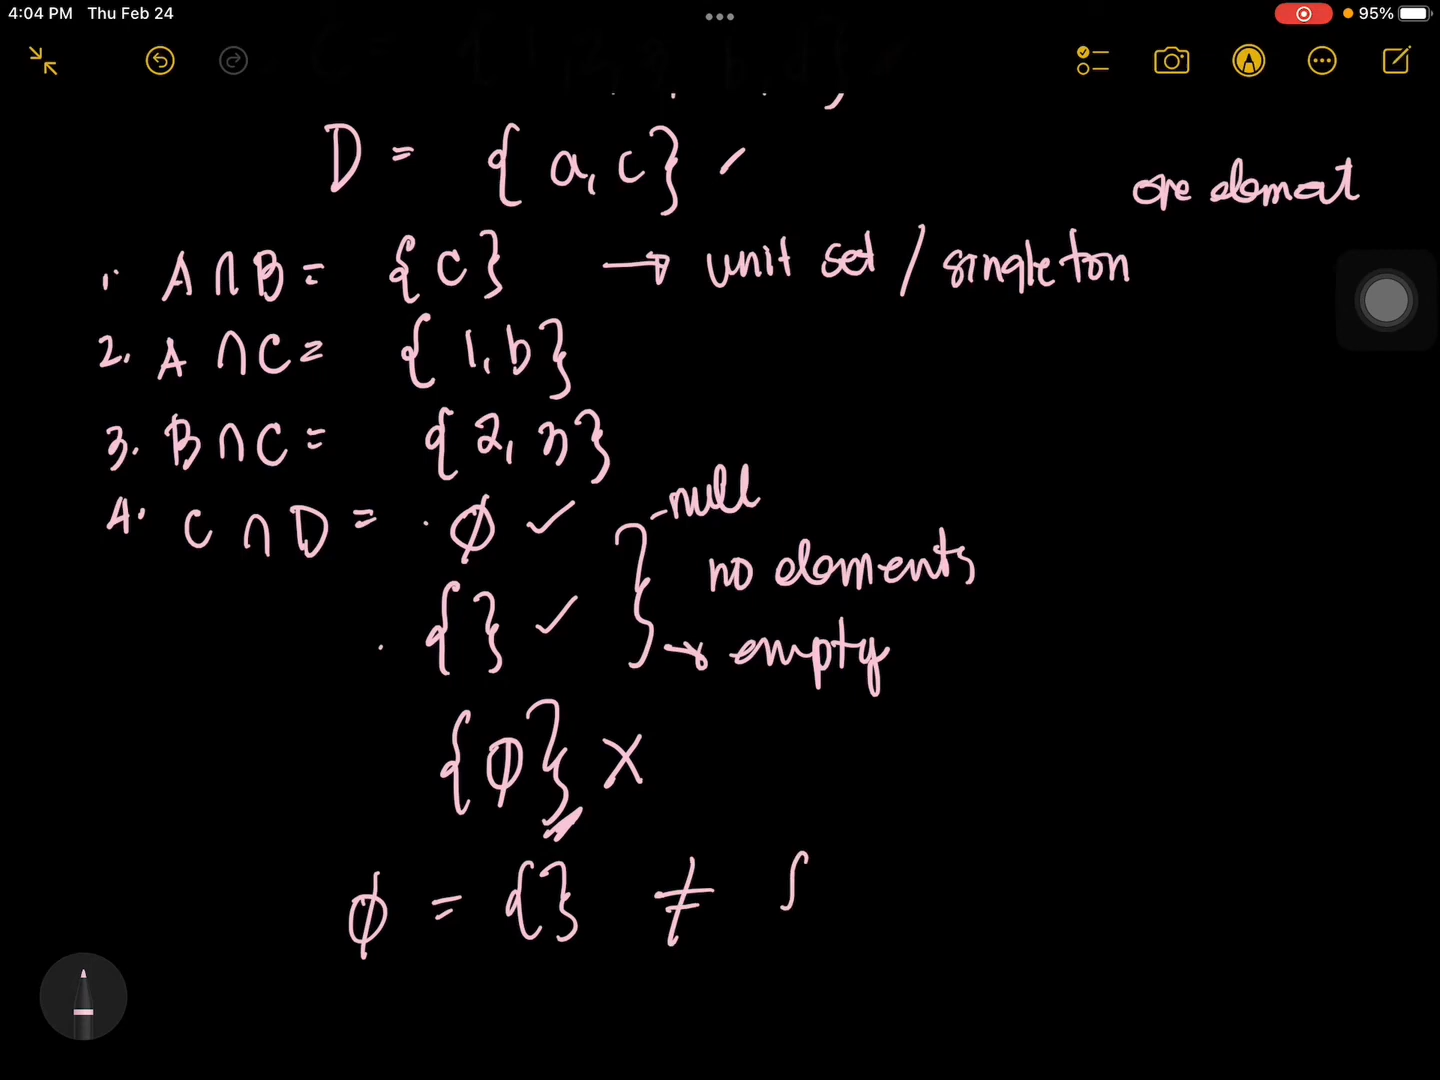 4:04 PM Thu Feb 24
95%
D = { a, c } ✓
one element
1. A ∩ B = { c } → unit set / singleton
2. A ∩ C = { 1, b }
3. B ∩ C = { 2, n }
4. C ∩ D = ∅ ✓
null
no elements
{ } ✓
→ empty
{ ∅ } x
∅ = { } ≠